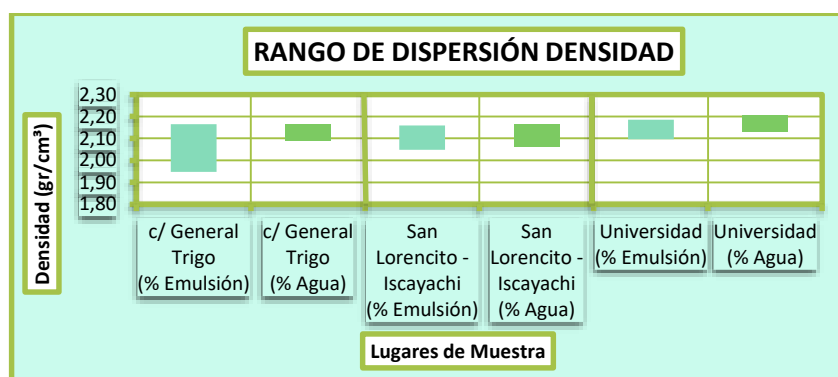 RANGO DE DISPERSIÓN DENSIDAD
Densidad (gr/cm³)
2,30
2,20
2,10
2,00
1,90
1,80
c/ General
Trigo
(% Emulsión)
c/ General
Trigo
(% Agua)
San
Lorencito -
Iscayachi
(% Emulsión)
San
Lorencito -
Iscayachi
(% Agua)
Universidad
(% Emulsión)
Universidad
(% Agua)
Lugares de Muestra